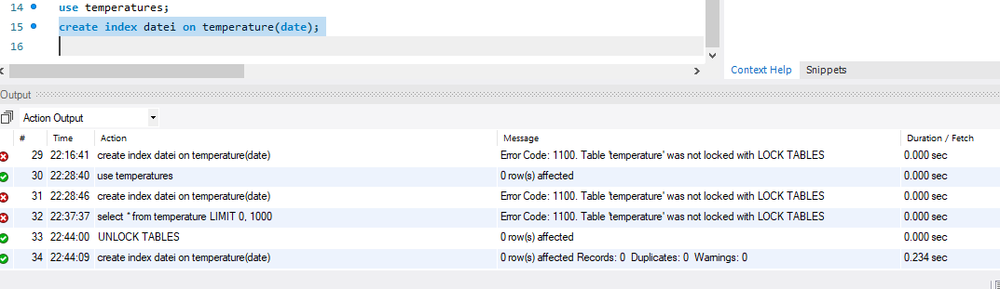 14 use temperatures;
15 create index datei on temperature(date);
16
Context Help Snippets
Output
Action Output
# Time Action Message Duration / Fetch
29 22:16:41 create index datei on temperature(date) Error Code: 1100. Table 'temperature' was not locked with LOCK TABLES 0.000 sec
30 22:28:40 use temperatures 0 row(s) affected 0.000 sec
31 22:28:46 create index datei on temperature(date) Error Code: 1100. Table 'temperature' was not locked with LOCK TABLES 0.000 sec
32 22:37:37 select * from temperature LIMIT 0, 1000 Error Code: 1100. Table 'temperature' was not locked with LOCK TABLES 0.000 sec
33 22:44:00 UNLOCK TABLES 0 row(s) affected 0.000 sec
34 22:44:09 create index datei on temperature(date) 0 row(s) affected Records: 0 Duplicates: 0 Warnings: 0 0.234 sec